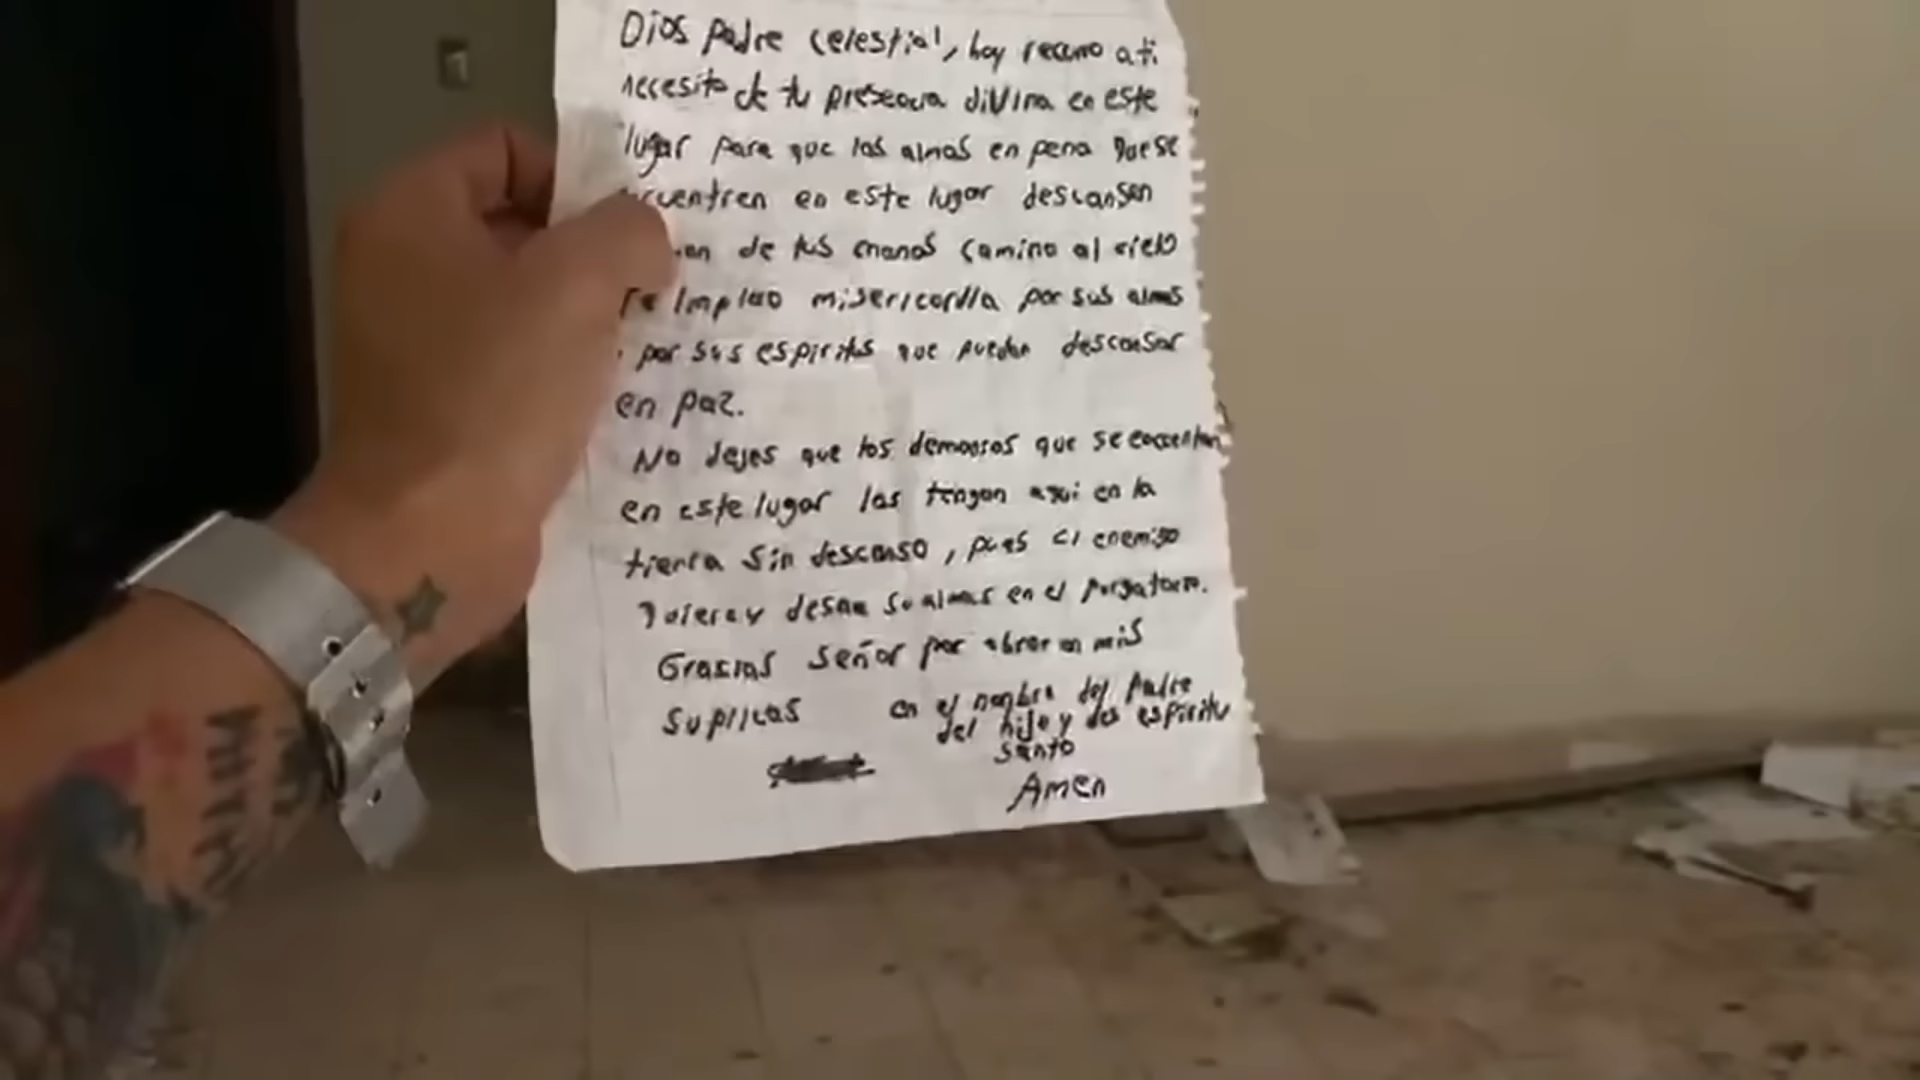 Dios Padre celestial, hoy recurro a ti
necesito de tu presencia divina en este
lugar para que las almas en pena que se
cuentren en este lugar descansen
de tus manos camino al cielo
Te imploro misericordia por sus almas
por sus espiritus que puedan descansar
en paz.
No dejes que los demonios que se encuentran
en este lugar las tengan aqui en la
tierra sin descanso, pues el enemigo
desea su almas en el purgatorio.
Gracias Señor por obrar en mis
suplicas
en el nombre del Padre
del hijo y del espiritu
santo
Amen